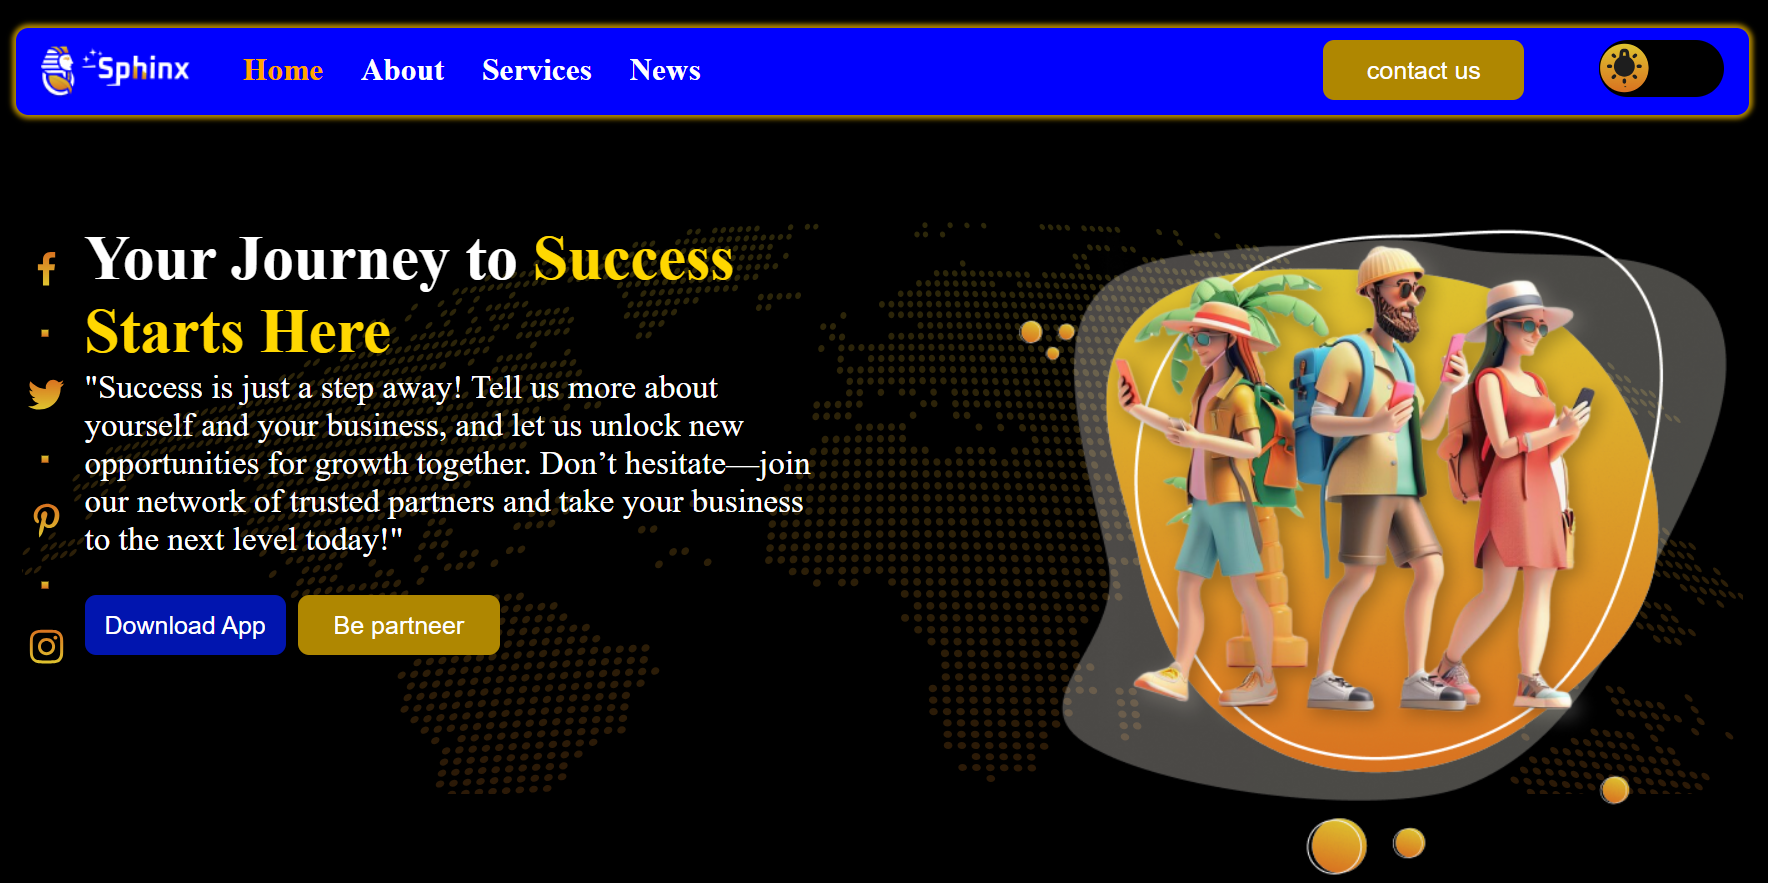 Sphinx
Home About Services News
contact us
Your Journey to Success
Starts Here
"Success is just a step away! Tell us more about
yourself and your business, and let us unlock new
opportunities for growth together. Don’t hesitate—join
our network of trusted partners and take your business
to the next level today!"
Download App
Be partneer